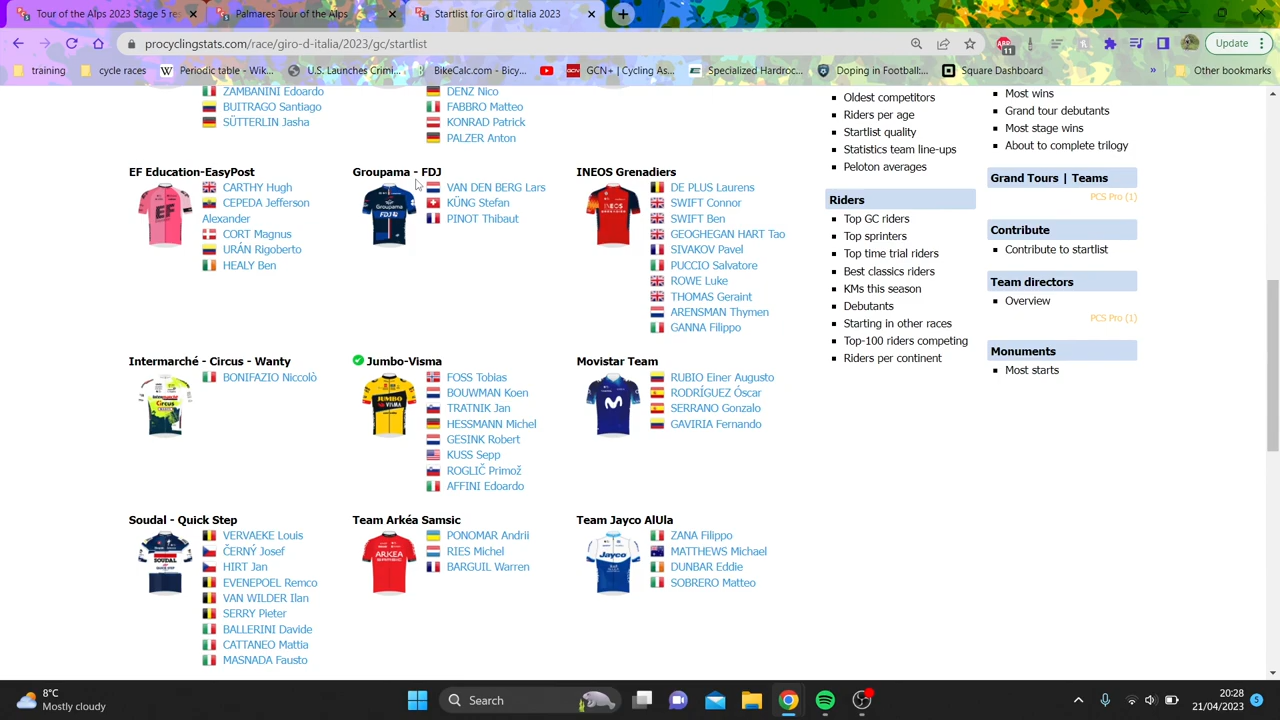 Tour of the Alps 2023 Stage 5 re
Tour of the Alps
Startlist for Giro d'Italia 2023
procyclingstats.com/race/giro-d-italia/2023/gc/startlist
11
Update
training
cycle races
Periodic table - Wik...
U.S. Launches Crimi...
BikeCalc.com - Bicy...
GCN+ | Cycling As...
Specialized Hardroc...
Doping in Football:...
Square Dashboard
»
Other bookmarks
ZAMBANINI Edoardo
BUITRAGO Santiago
SÜTTERLIN Jasha
DENZ Nico
FABBRO Matteo
KONRAD Patrick
PALZER Anton
EF Education-EasyPost
CARTHY Hugh
CEPEDA Jefferson
Alexander
CORT Magnus
URÁN Rigoberto
HEALY Ben
Groupama - FDJ
VAN DEN BERG Lars
KÜNG Stefan
PINOT Thibaut
INEOS Grenadiers
DE PLUS Laurens
SWIFT Connor
SWIFT Ben
GEOGHEGAN HART Tao
SIVAKOV Pavel
PUCCIO Salvatore
ROWE Luke
THOMAS Geraint
ARENSMAN Thymen
GANNA Filippo
Intermarché - Circus - Wanty
BONIFAZIO Niccolò
Jumbo-Visma
FOSS Tobias
BOUWMAN Koen
TRATNIK Jan
HESSMANN Michel
GESINK Robert
KUSS Sepp
ROGLIČ Primož
AFFINI Edoardo
Movistar Team
RUBIO Einer Augusto
RODRÍGUEZ Óscar
SERRANO Gonzalo
GAVIRIA Fernando
Soudal - Quick Step
VERVAEKE Louis
ČERNÝ Josef
HIRT Jan
EVENEPOEL Remco
VAN WILDER Ilan
SERRY Pieter
BALLERINI Davide
CATTANEO Mattia
MASNADA Fausto
Team Arkéa Samsic
PONOMAR Andrii
RIES Michel
BARGUIL Warren
Team Jayco AlUla
ZANA Filippo
MATTHEWS Michael
DUNBAR Eddie
SOBRERO Matteo
Oldest competitors
Riders per age
Startlist quality
Statistics team line-ups
Peloton averages
Riders
Top GC riders
Top sprinters
Top time trial riders
Best classics riders
KMs this season
Debutants
Starting in other races
Top-100 riders competing
Riders per continent
Most wins
Grand tour debutants
Most stage wins
About to complete trilogy
Grand Tours | Teams
PCS Pro (1)
Contribute
Contribute to startlist
Team directors
Overview
PCS Pro (1)
Monuments
Most starts
8°C
Mostly cloudy
Search
20:28
21/04/2023
5